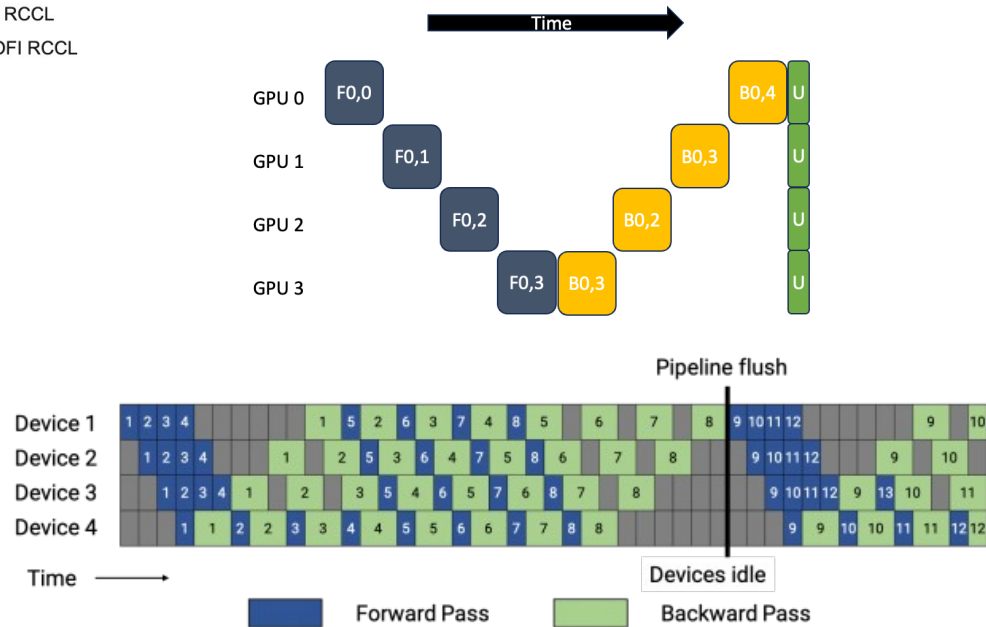 RCCL
OFI RCCL
Time
GPU 0
F0,0
B0,4
U
GPU 1
F0,1
B0,3
U
GPU 2
F0,2
B0,2
U
GPU 3
F0,3
B0,3
U
Pipeline flush
Device 1
1 2 3 4 1 5 2 6 3 7 4 8 5 6 7 8 9 10 11 12 9 10
Device 2
1 2 3 4 1 2 5 3 6 4 7 5 8 6 7 8 9 10 11 12 9 10
Device 3
1 2 3 4 1 2 3 5 4 6 5 7 6 8 7 8 9 10 11 12 9 13 10 11
Device 4
1 1 2 2 3 3 4 4 5 5 6 6 7 7 8 8 9 9 10 10 11 11 12 12
Time
Devices idle
Forward Pass
Backward Pass